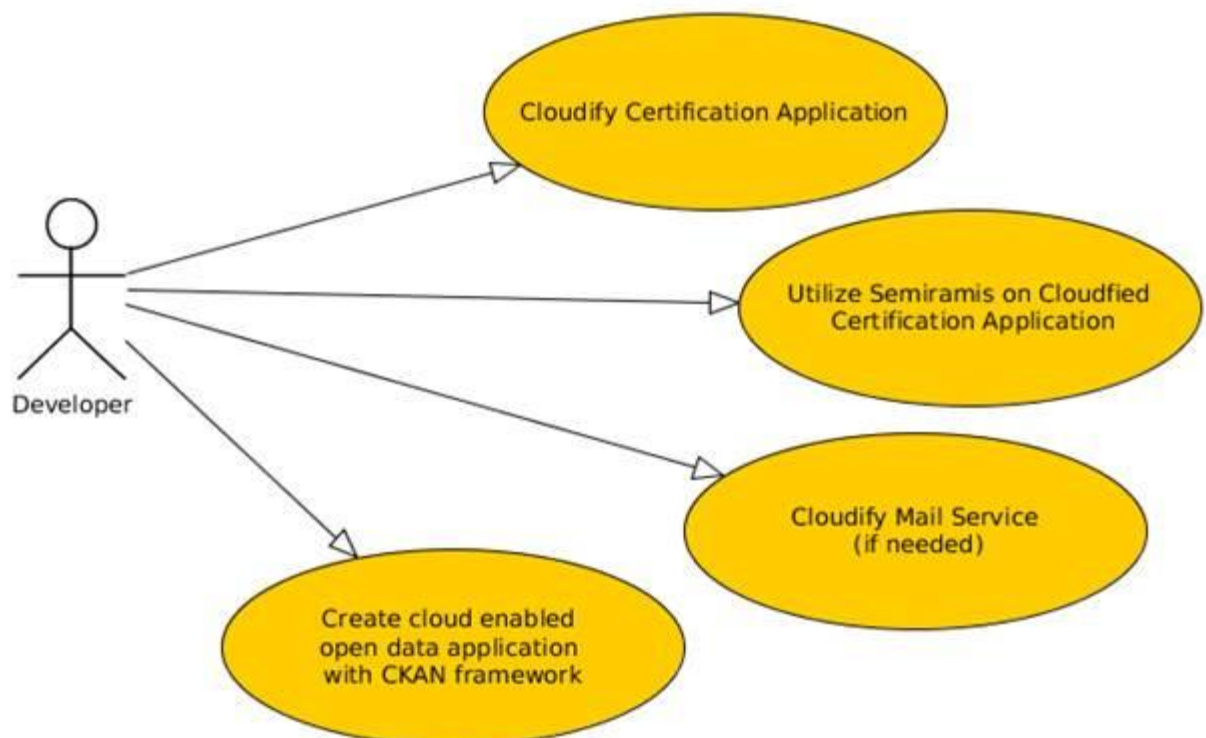 Cloudify Certification Application
Utilize Semiramis on Cloudfied
Certification Application
Developer
Cloudify Mail Service
(if needed)
Create cloud enabled
open data application
with CKAN framework